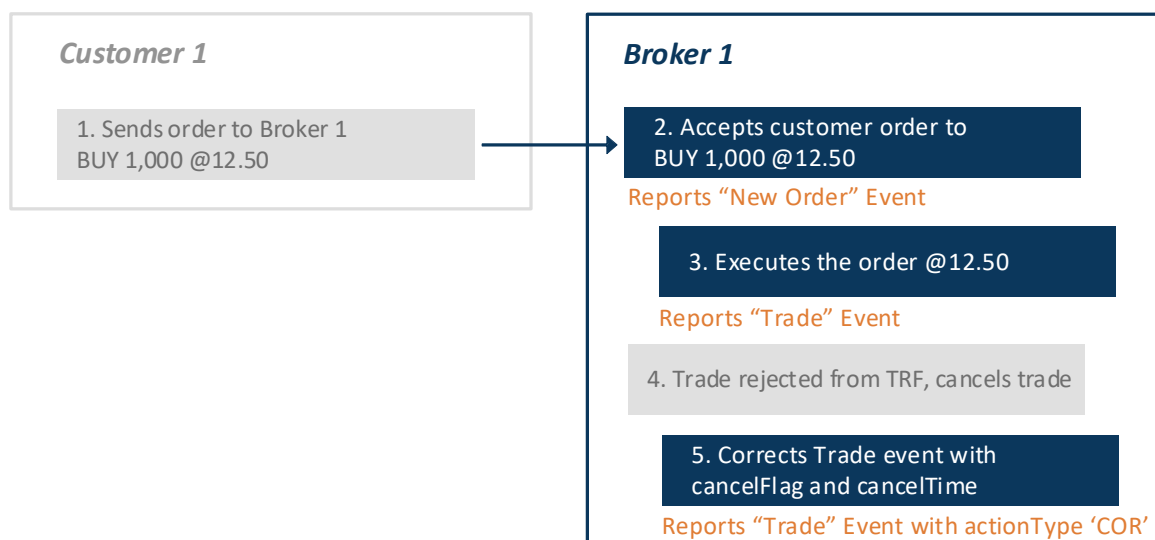 Customer 1
1. Sends order to Broker 1
BUY 1,000 @12.50
Broker 1
2. Accepts customer order to
BUY 1,000 @12.50
Reports “New Order” Event
3. Executes the order @12.50
Reports “Trade” Event
4. Trade rejected from TRF, cancels trade
5. Corrects Trade event with
cancelFlag and cancelTime
Reports “Trade” Event with actionType ‘COR’